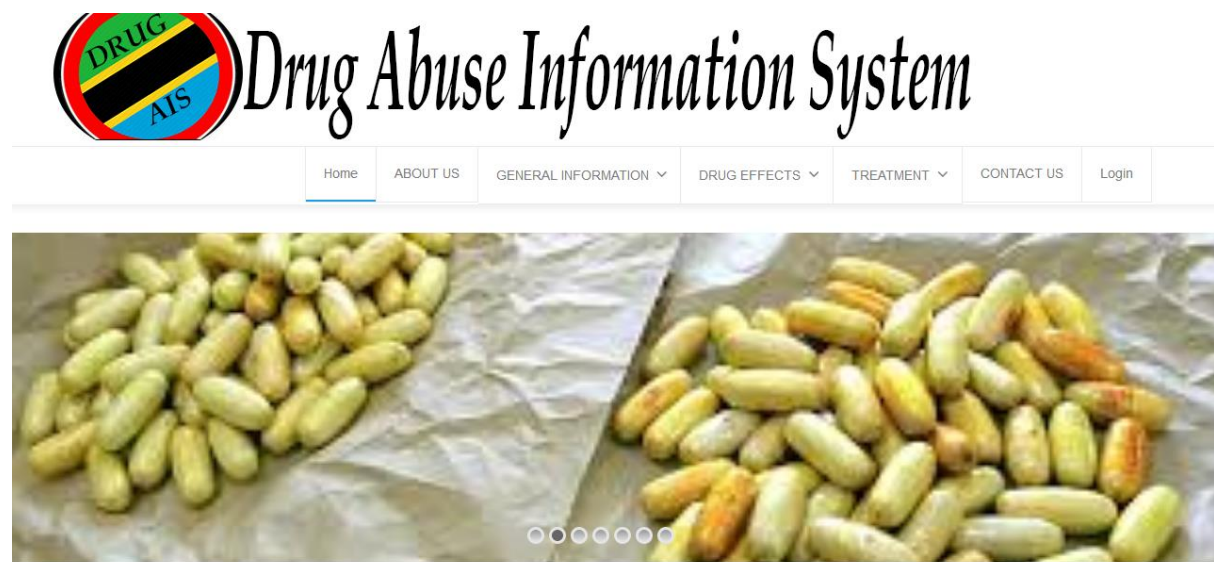 DRUG
AIS
Drug Abuse Information System
Home ABOUT US GENERAL INFORMATION DRUG EFFECTS TREATMENT CONTACT US Login